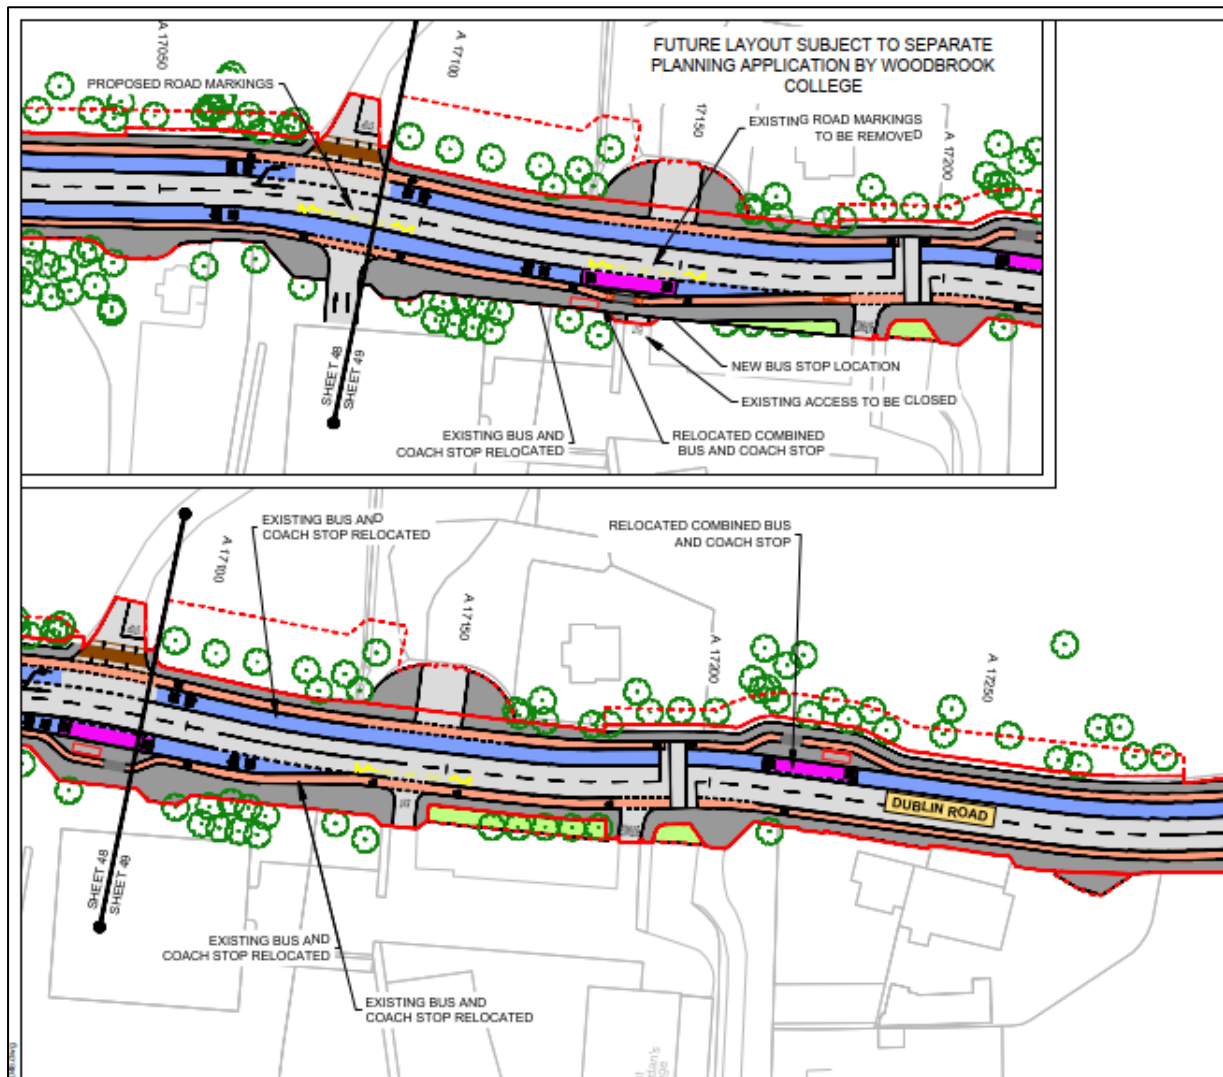 FUTURE LAYOUT SUBJECT TO SEPARATE
PLANNING APPLICATION BY WOODBROOK
COLLEGE
A 17050
A 17100
17150
A 17200
PROPOSED ROAD MARKINGS
EXISTING ROAD MARKINGS
TO BE REMOVED
SHEET 48
SHEET 49
NEW BUS STOP LOCATION
EXISTING ACCESS TO BE CLOSED
EXISTING BUS AND
COACH STOP RELOCATED
RELOCATED COMBINED
BUS AND COACH STOP
EXISTING BUS AND
COACH STOP RELOCATED
RELOCATED COMBINED BUS
AND COACH STOP
A 17100
A 17150
A 17200
A 17250
DUBLIN ROAD
SHEET 48
SHEET 49
EXISTING BUS AND
COACH STOP RELOCATED
EXISTING BUS AND
COACH STOP RELOCATED